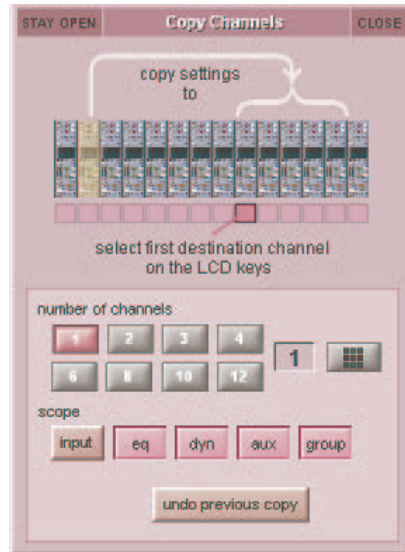 STAY OPEN Copy Channels CLOSE
copy settings
to
select first destination channel
on the LCD keys
number of channels
1 2 3 4
1
6 8 10 12
scope
input eq dyn aux group
undo previous copy